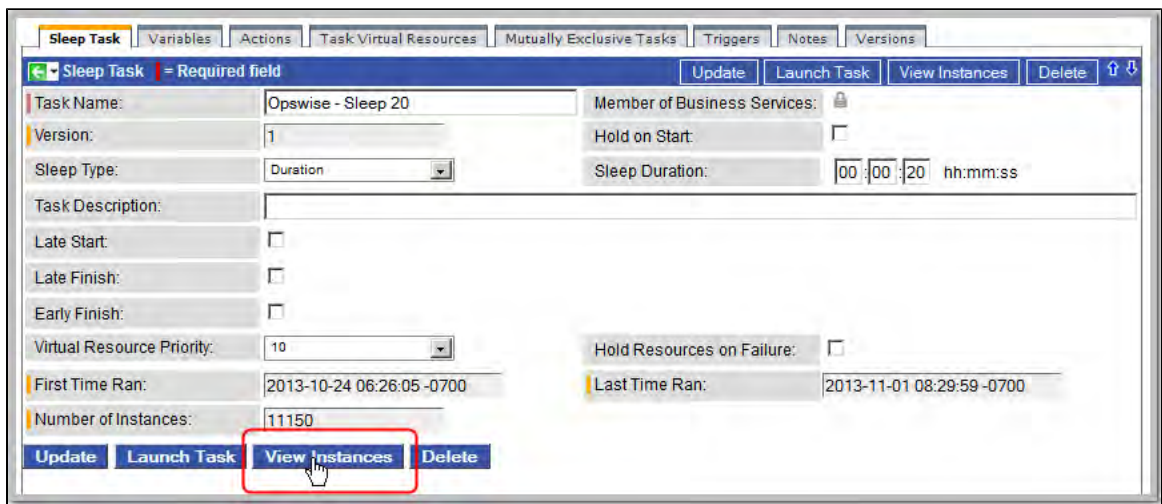 Sleep Task Variables Actions Task Virtual Resources Mutually Exclusive Tasks Triggers Notes Versions
Sleep Task = Required field Update Launch Task View Instances Delete
Task Name: Opswise - Sleep 20 Member of Business Services:
Version: 1 Hold on Start:
Sleep Type: Duration Sleep Duration: 00 :00 :20 hh:mm:ss
Task Description:
Late Start:
Late Finish:
Early Finish:
Virtual Resource Priority: 10 Hold Resources on Failure:
First Time Ran: 2013-10-24 06:26:05 -0700 Last Time Ran: 2013-11-01 08:29:59 -0700
Number of Instances: 11150
Update Launch Task View Instances Delete